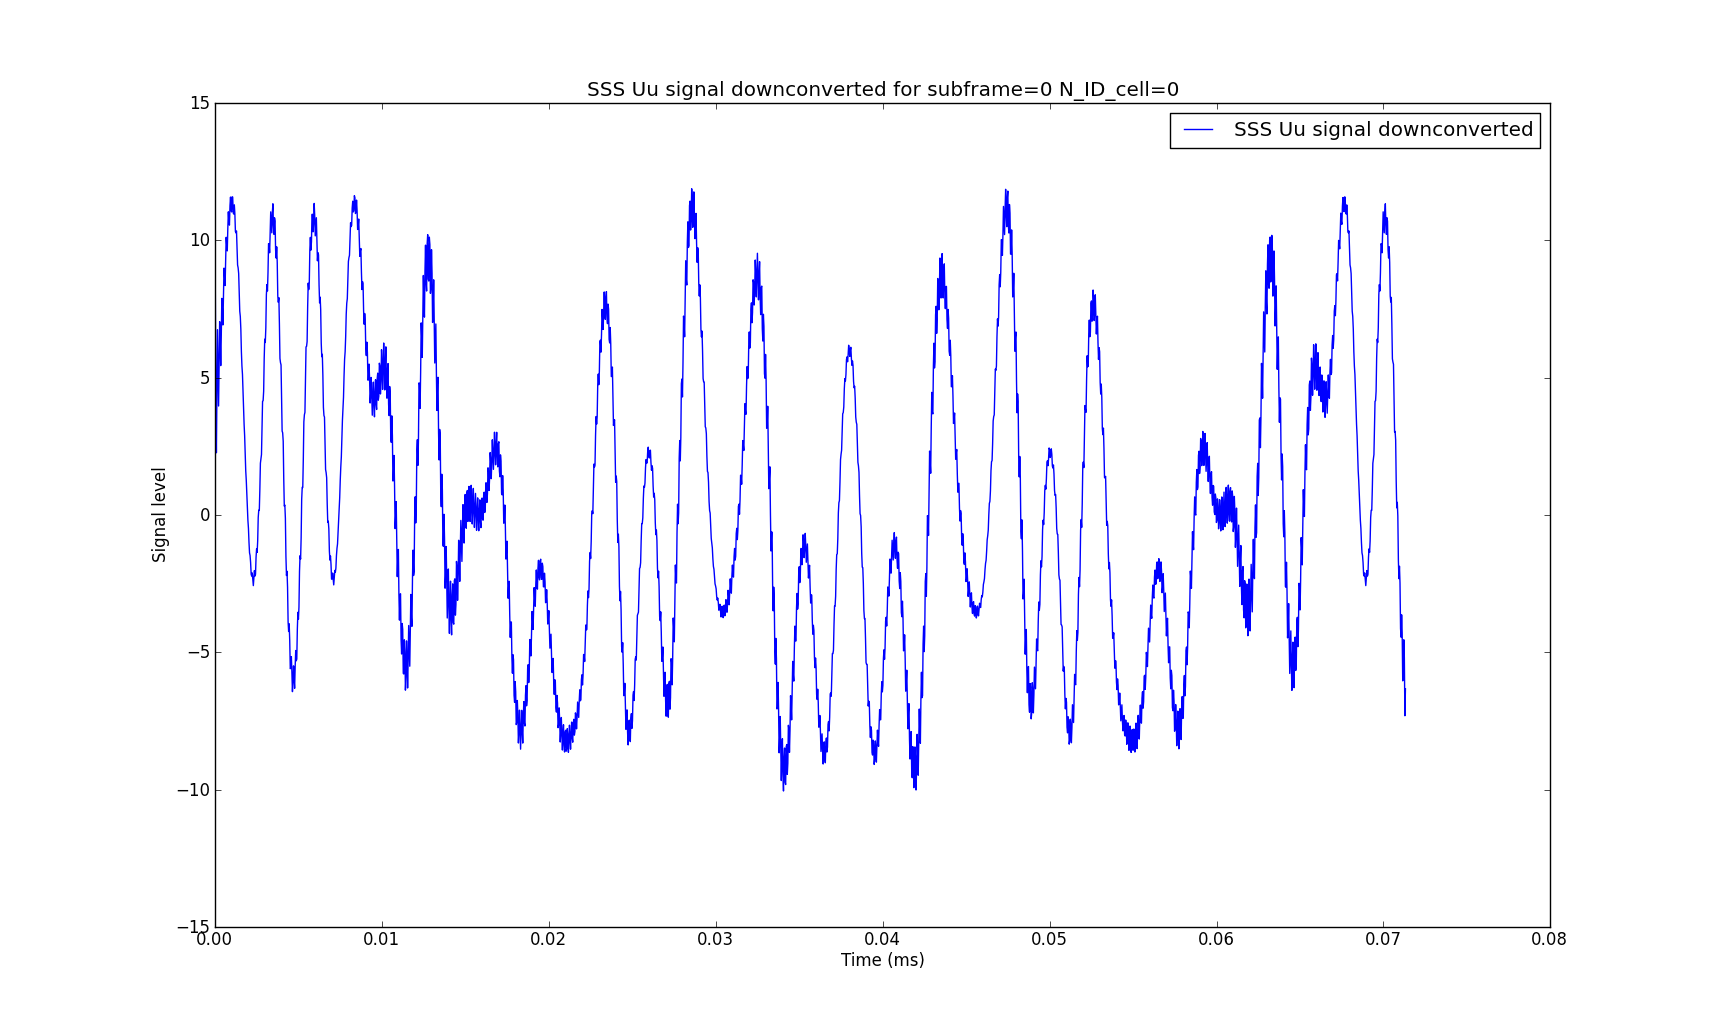 SSS Uu signal downconverted for subframe=0 N_ID_cell=0
SSS Uu signal downconverted
15
10
5
0
−5
−10
−15
Signal level
0.00 0.01 0.02 0.03 0.04 0.05 0.06 0.07 0.08
Time (ms)